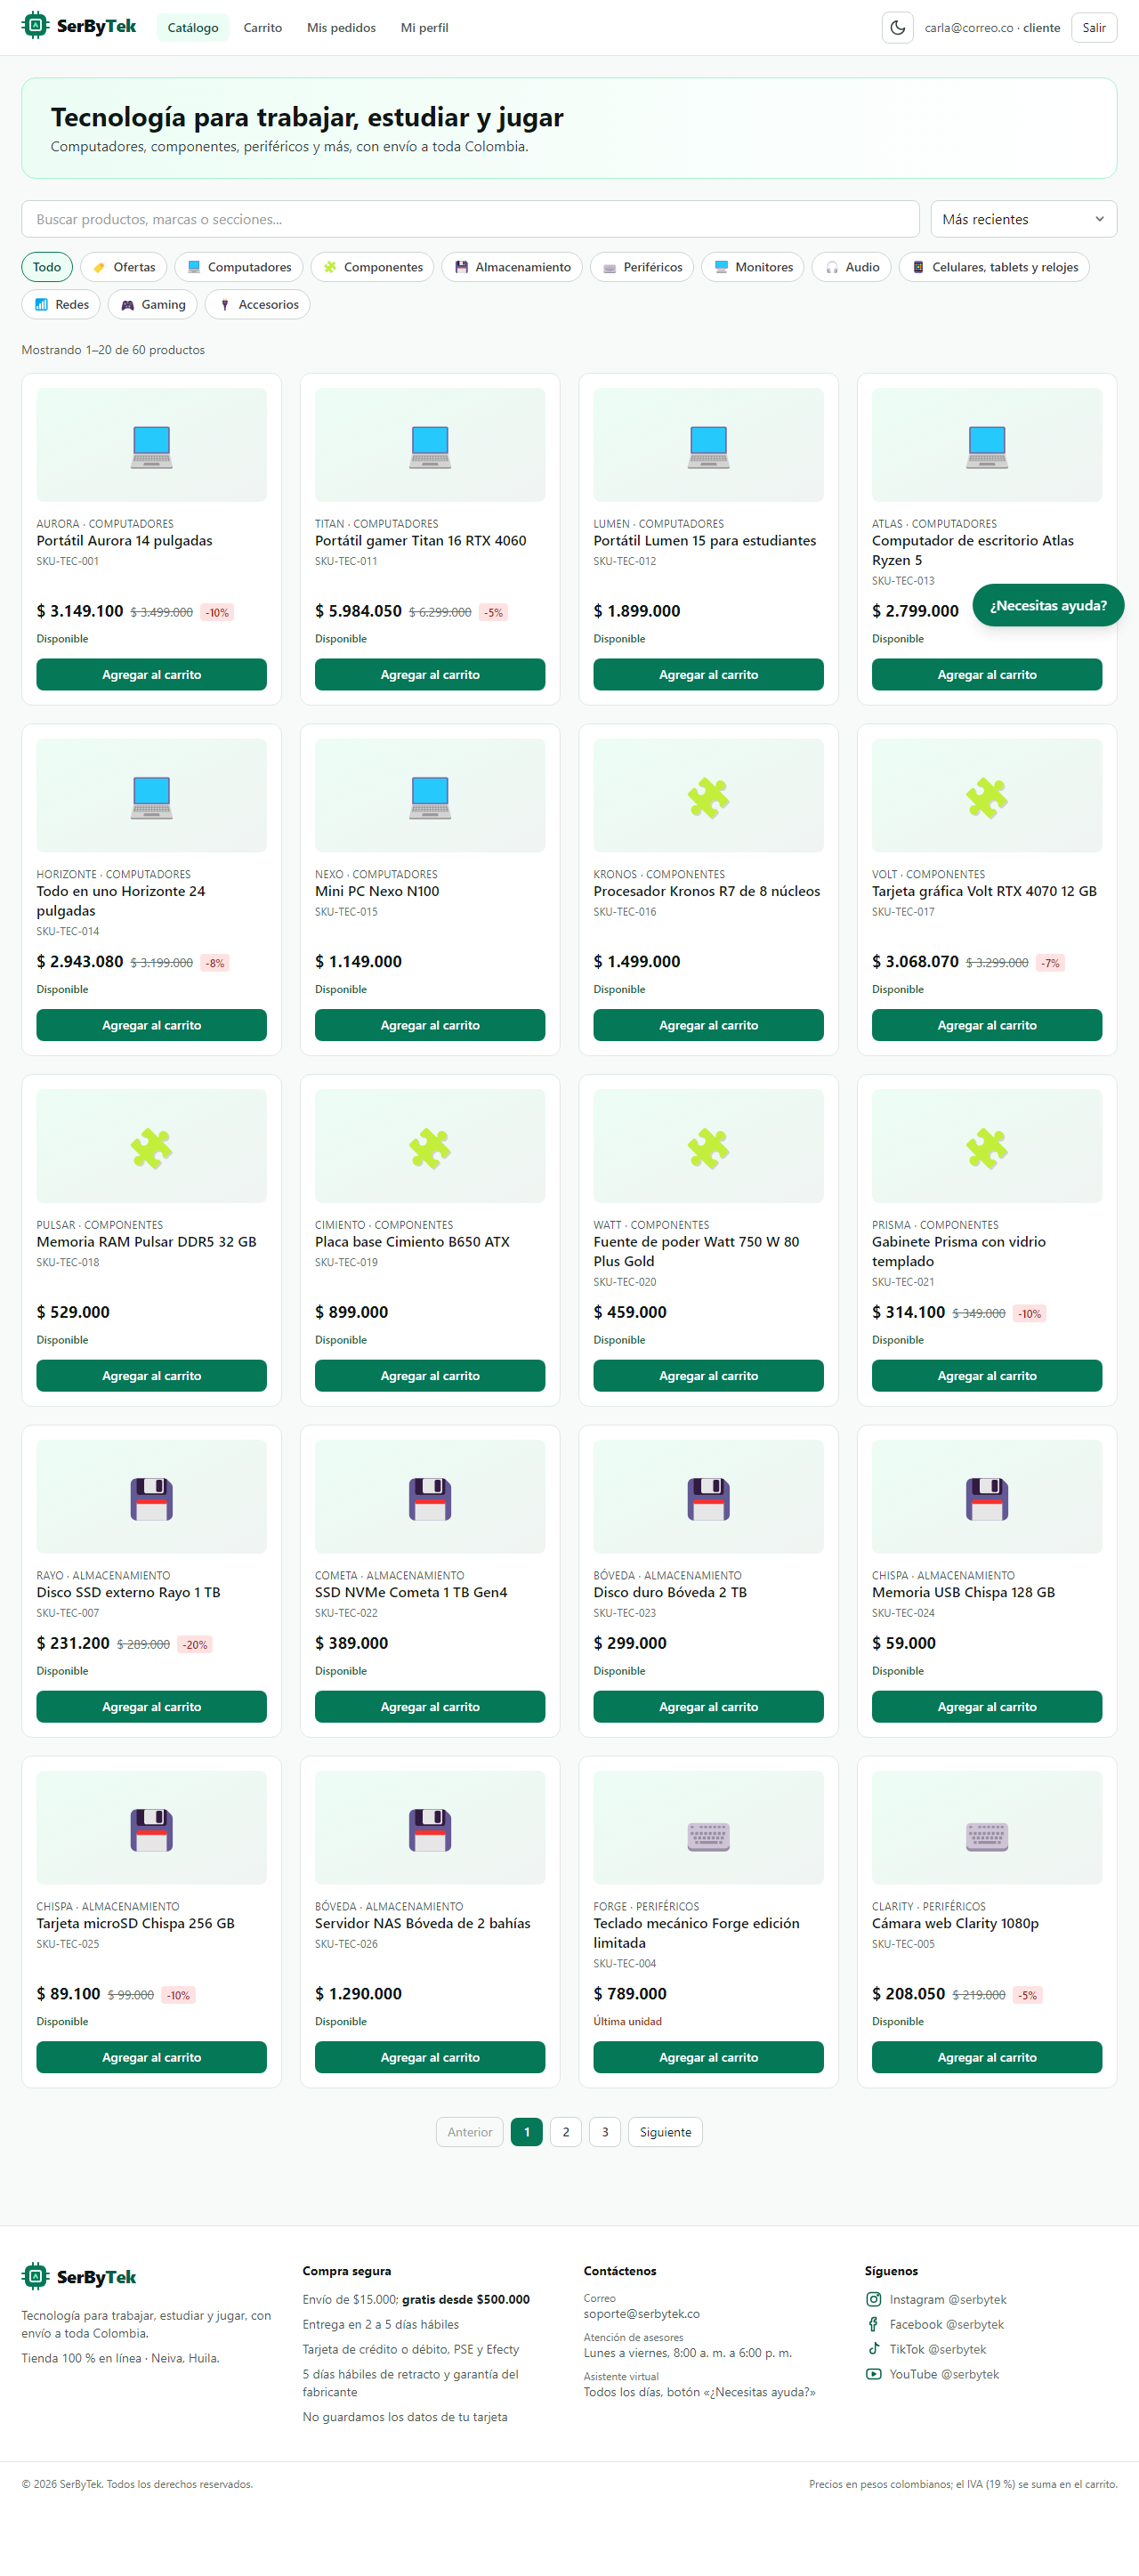 SerByTek
Catálogo
Carrito
Mis pedidos
Mi perfil
carla@correo.co · cliente
Salir
Tecnología para trabajar, estudiar y jugar
Computadores, componentes, periféricos y más, con envío a toda Colombia.
Buscar productos, marcas o secciones...
Más recientes
Todo
Ofertas
Computadores
Componentes
Almacenamiento
Periféricos
Monitores
Audio
Celulares, tablets y relojes
Redes
Gaming
Accesorios
Mostrando 1–20 de 60 productos
AURORA · COMPUTADORES
Portátil Aurora 14 pulgadas
SKU-TEC-001
$ 3.149.100 $ 3.499.000 -10%
Disponible
Agregar al carrito
TITAN · COMPUTADORES
Portátil gamer Titan 16 RTX 4060
SKU-TEC-011
$ 5.984.050 $ 6.299.000 -5%
Disponible
Agregar al carrito
LUMEN · COMPUTADORES
Portátil Lumen 15 para estudiantes
SKU-TEC-012
$ 1.899.000
Disponible
Agregar al carrito
ATLAS · COMPUTADORES
Computador de escritorio Atlas
Ryzen 5
SKU-TEC-013
$ 2.799.000
Disponible
Agregar al carrito
¿Necesitas ayuda?
HORIZONTE · COMPUTADORES
Todo en uno Horizonte 24
pulgadas
SKU-TEC-014
$ 2.943.080 $ 3.199.000 -8%
Disponible
Agregar al carrito
NEXO · COMPUTADORES
Mini PC Nexo N100
SKU-TEC-015
$ 1.149.000
Disponible
Agregar al carrito
KRONOS · COMPONENTES
Procesador Kronos R7 de 8 núcleos
SKU-TEC-016
$ 1.499.000
Disponible
Agregar al carrito
VOLT · COMPONENTES
Tarjeta gráfica Volt RTX 4070 12 GB
SKU-TEC-017
$ 3.068.070 $ 3.299.000 -7%
Disponible
Agregar al carrito
PULSAR · COMPONENTES
Memoria RAM Pulsar DDR5 32 GB
SKU-TEC-018
$ 529.000
Disponible
Agregar al carrito
CIMIENTO · COMPONENTES
Placa base Cimiento B650 ATX
SKU-TEC-019
$ 899.000
Disponible
Agregar al carrito
WATT · COMPONENTES
Fuente de poder Watt 750 W 80
Plus Gold
SKU-TEC-020
$ 459.000
Disponible
Agregar al carrito
PRISMA · COMPONENTES
Gabinete Prisma con vidrio
templado
SKU-TEC-021
$ 314.100 $ 349.000 -10%
Disponible
Agregar al carrito
RAYO · ALMACENAMIENTO
Disco SSD externo Rayo 1 TB
SKU-TEC-007
$ 231.200 $ 289.000 -20%
Disponible
Agregar al carrito
COMETA · ALMACENAMIENTO
SSD NVMe Cometa 1 TB Gen4
SKU-TEC-022
$ 389.000
Disponible
Agregar al carrito
BÓVEDA · ALMACENAMIENTO
Disco duro Bóveda 2 TB
SKU-TEC-023
$ 299.000
Disponible
Agregar al carrito
CHISPA · ALMACENAMIENTO
Memoria USB Chispa 128 GB
SKU-TEC-024
$ 59.000
Disponible
Agregar al carrito
CHISPA · ALMACENAMIENTO
Tarjeta microSD Chispa 256 GB
SKU-TEC-025
$ 89.100 $ 99.000 -10%
Disponible
Agregar al carrito
BÓVEDA · ALMACENAMIENTO
Servidor NAS Bóveda de 2 bahías
SKU-TEC-026
$ 1.290.000
Disponible
Agregar al carrito
FORGE · PERIFÉRICOS
Teclado mecánico Forge edición
limitada
SKU-TEC-004
$ 789.000
Última unidad
Agregar al carrito
CLARITY · PERIFÉRICOS
Cámara web Clarity 1080p
SKU-TEC-005
$ 208.050 $ 219.000 -5%
Disponible
Agregar al carrito
Anterior
1
2
3
Siguiente
SerByTek
Tecnología para trabajar, estudiar y jugar, con
envío a toda Colombia.
Tienda 100 % en línea · Neiva, Huila.
Compra segura
Envío de $15.000; gratis desde $500.000
Entrega en 2 a 5 días hábiles
Tarjeta de crédito o débito, PSE y Efecty
5 días hábiles de retracto y garantía del
fabricante
No guardamos los datos de tu tarjeta
Contáctenos
Correo
soporte@serbytek.co
Atención de asesores
Lunes a viernes, 8:00 a. m. a 6:00 p. m.
Asistente virtual
Todos los días, botón «¿Necesitas ayuda?»
Síguenos
Instagram @serbytek
Facebook @serbytek
TikTok @serbytek
YouTube @serbytek
© 2026 SerByTek. Todos los derechos reservados.
Precios en pesos colombianos; el IVA (19 %) se suma en el carrito.